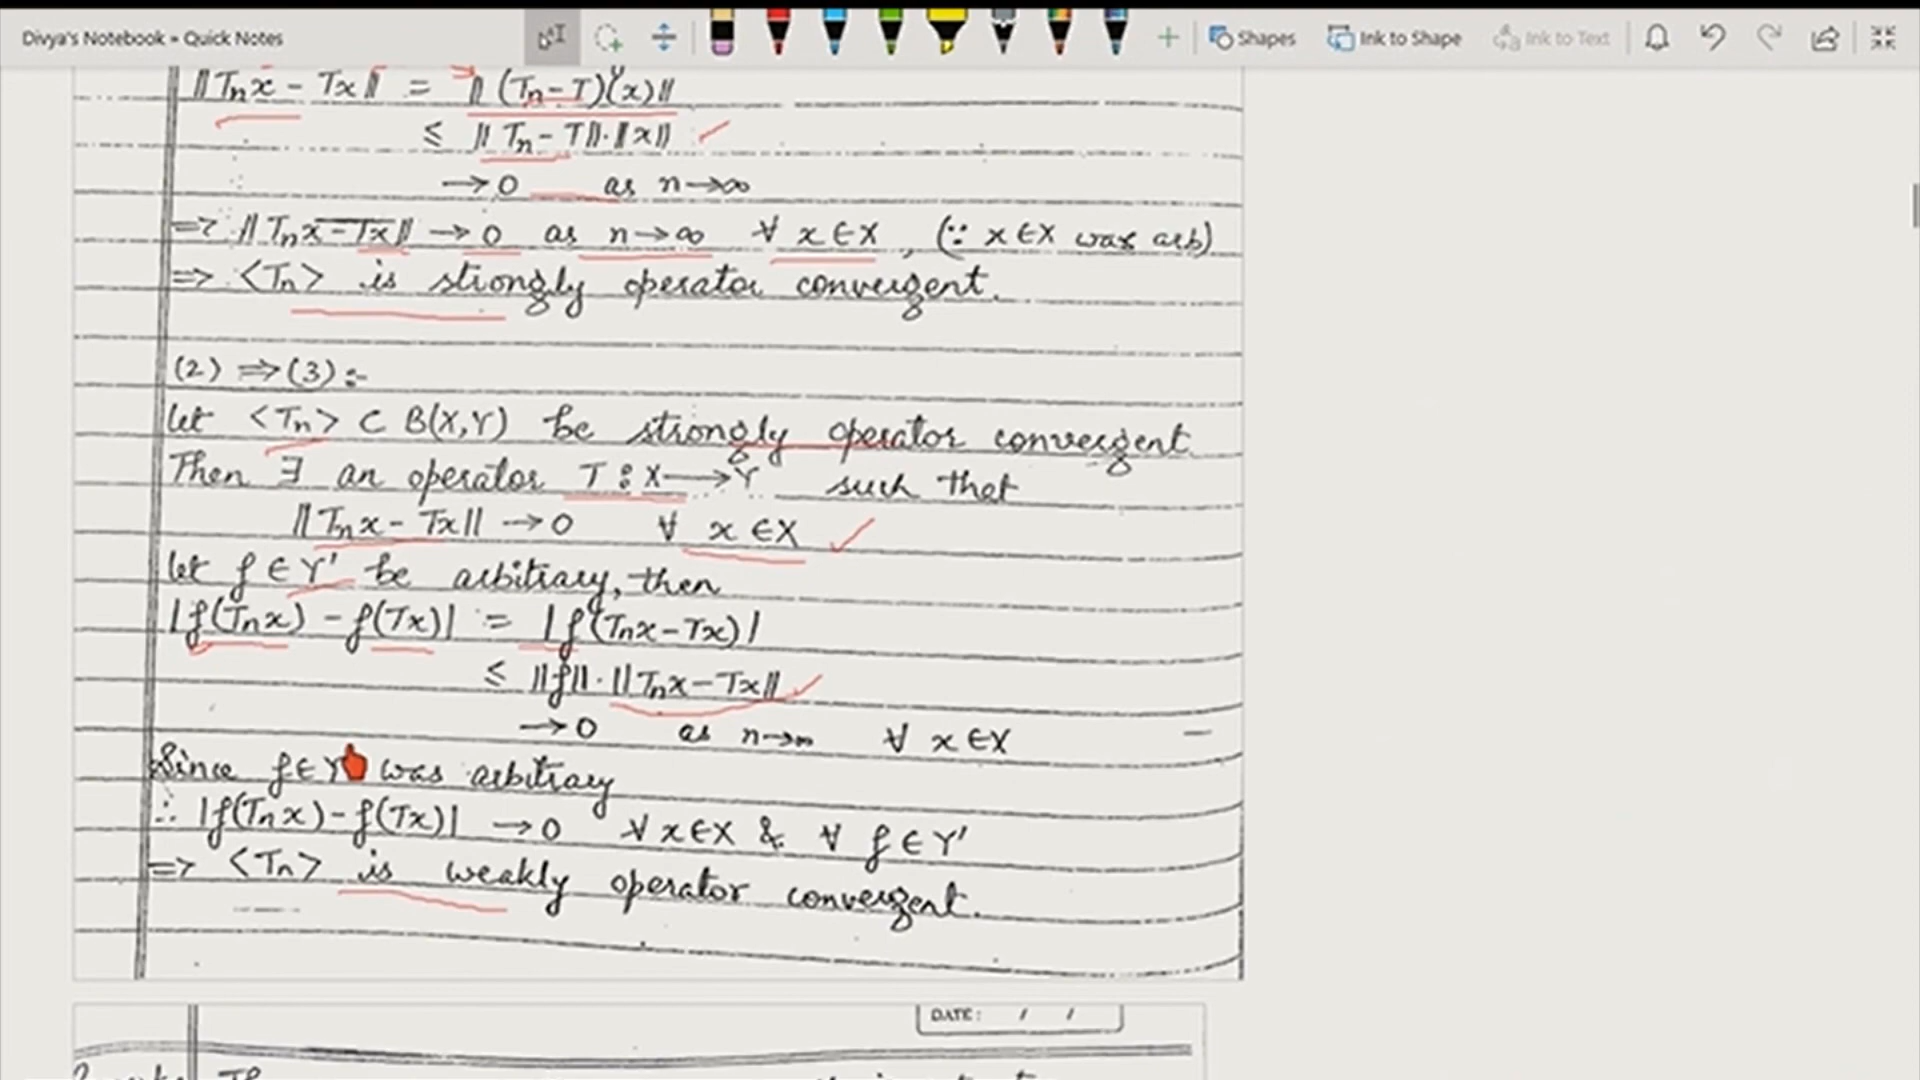 Divya's Notebook » Quick Notes
Shapes
Ink to Shape
Ink to Text
||Tₙx - Tx|| = ||(Tₙ-T)(x)||
≤ ||Tₙ - T||·||x||
→0 as n→∞
=> ||Tₙx-Tx|| → 0 as n→∞ ∀ x∈X, (∵ x∈X was arb)
=> <Tₙ> is strongly operator convergent.
(2) => (3) :-
Let <Tₙ> ⊂ B(X,Y) be strongly operator convergent
Then ∃ an operator T : X→Y such that
||Tₙx - Tx|| → 0 ∀ x∈X
Let f ∈ Y' be arbitrary, then
|f(Tₙx) - f(Tx)| = |f(Tₙx-Tx)|
≤ ||f||·||Tₙx-Tx||
→0 as n→∞ ∀ x∈X
Since f∈Y was arbitrary
∴ |f(Tₙx)-f(Tx)| →0 ∀x∈X & ∀ f∈Y'
=> <Tₙ> is weakly operator convergent.
DATE : / /